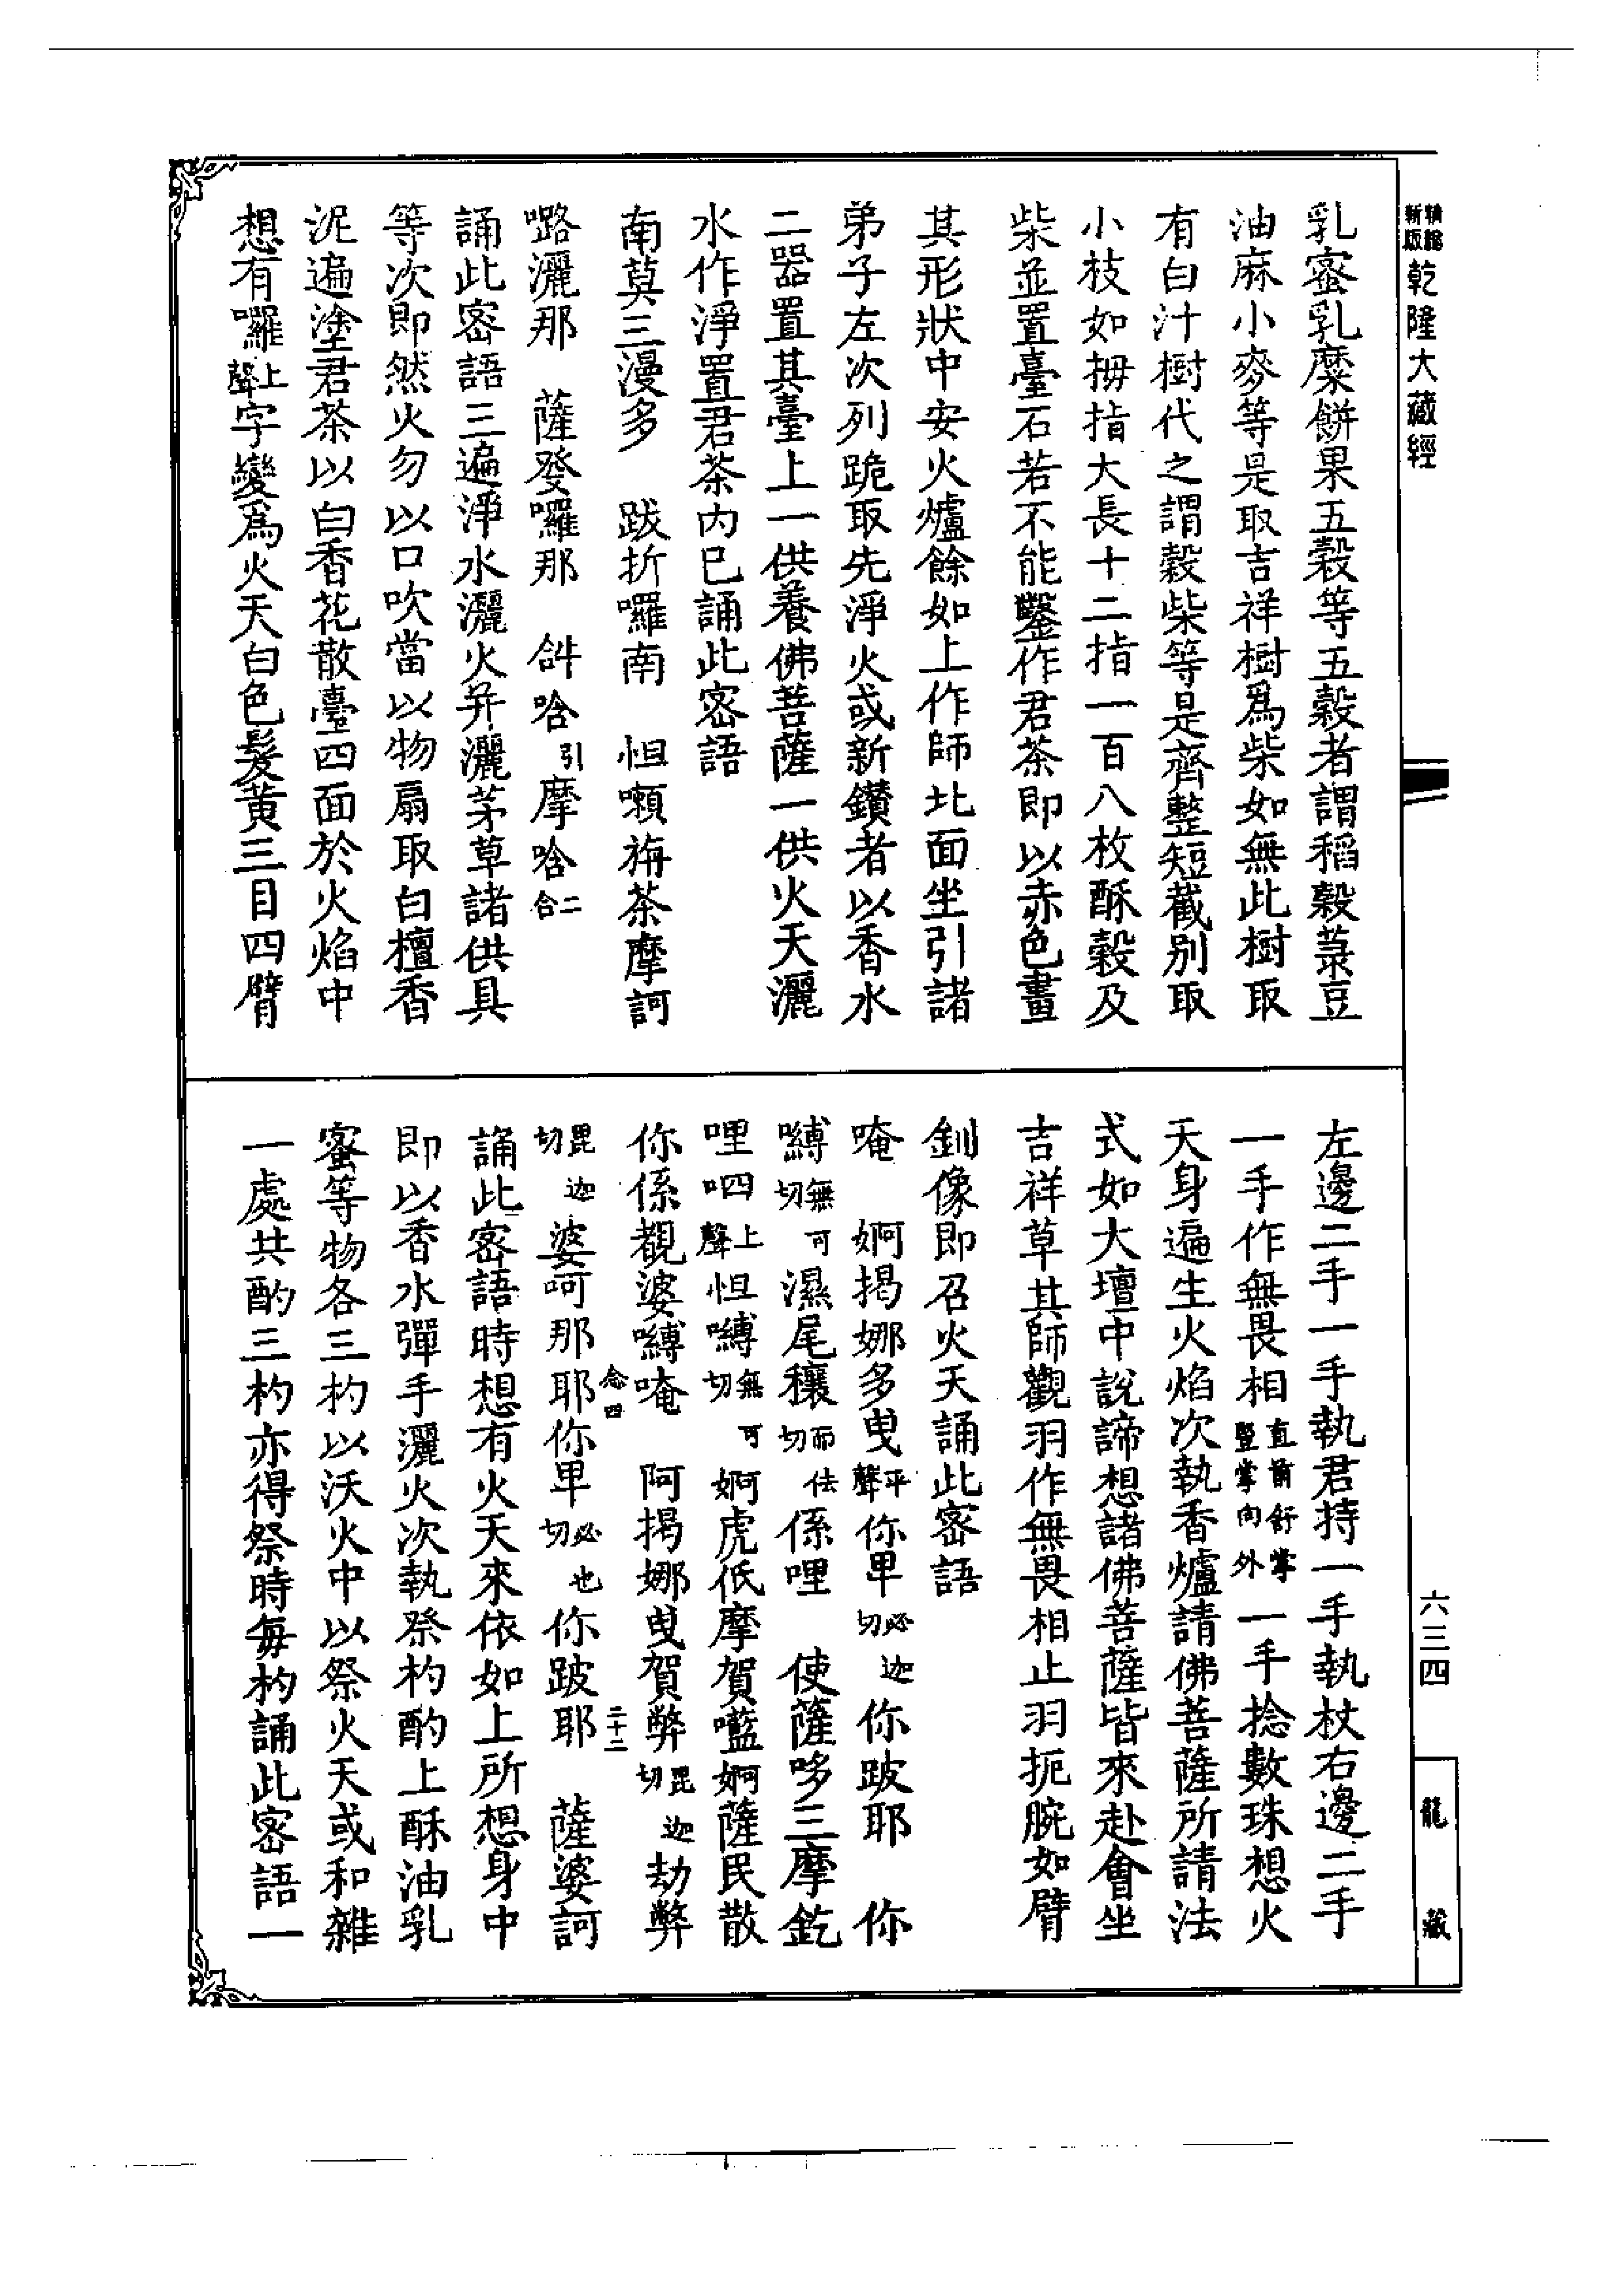 新版精縮
乾隆大藏經
乳蜜乳糜餅果五穀等五穀者謂稻穀菉豆
油麻小麥等是取吉祥樹爲柴如無此樹取
有白汁樹代之謂穀柴等是齊整短截別取
小枝如拇指大長十二指一百八枚酥穀及
柴並置臺石若不能鑿作君茶即以赤色畫
其形狀中安火爐餘如上作師北面坐引諸
弟子左次列跪取先淨火或新鑽者以香水
二器置其臺上一供養佛菩薩一供火天灑
水作淨置君茶內已誦此密語
南莫三漫多　跋折囉南　怛嚩旃茶摩訶
嚕灑那　薩發囉那　𤙖唅引摩唅二合
誦此密語三遍淨水灑火并灑茅草諸供具
等次即然火勿以口吹當以物扇取白檀香
泥遍塗君茶以白香花散臺四面於火焰中
想有囉上聲字變爲火天白色髮黄三目四臂
左邊二手一手執君持一手執杖右邊二手
一手作無畏相直前舒掌豎掌向外一手捻數珠想火
天身遍生火焰次執香爐請佛菩薩所請法
式如大壇中說諦想諸佛菩薩皆來赴會坐
吉祥草其師觀羽作無畏相止羽扼腕如臂
釧像即召火天誦此密語
唵　婀揭娜多曳平聲你畢必迦切你跛耶　你
嚩無可切濕尾穰而佉切係哩　使薩哆三摩釳
哩呬上聲怛嚩無可切婀虎低摩賀㘕婀薩民散
你係覩婆嚩唵　阿揭娜曳賀弊毘迦切劫弊
毘迦切婆呵那耶你畢必也切你跛耶　薩婆訶
念四
二十二
誦此密語時想有火天來依如上所想身中
即以香水彈手灑火次執祭杓酌上酥油乳
蜜等物各三杓以沃火中以祭火天或和雜
一處共酌三杓亦得祭時每杓誦此密語一
六三四
龍藏